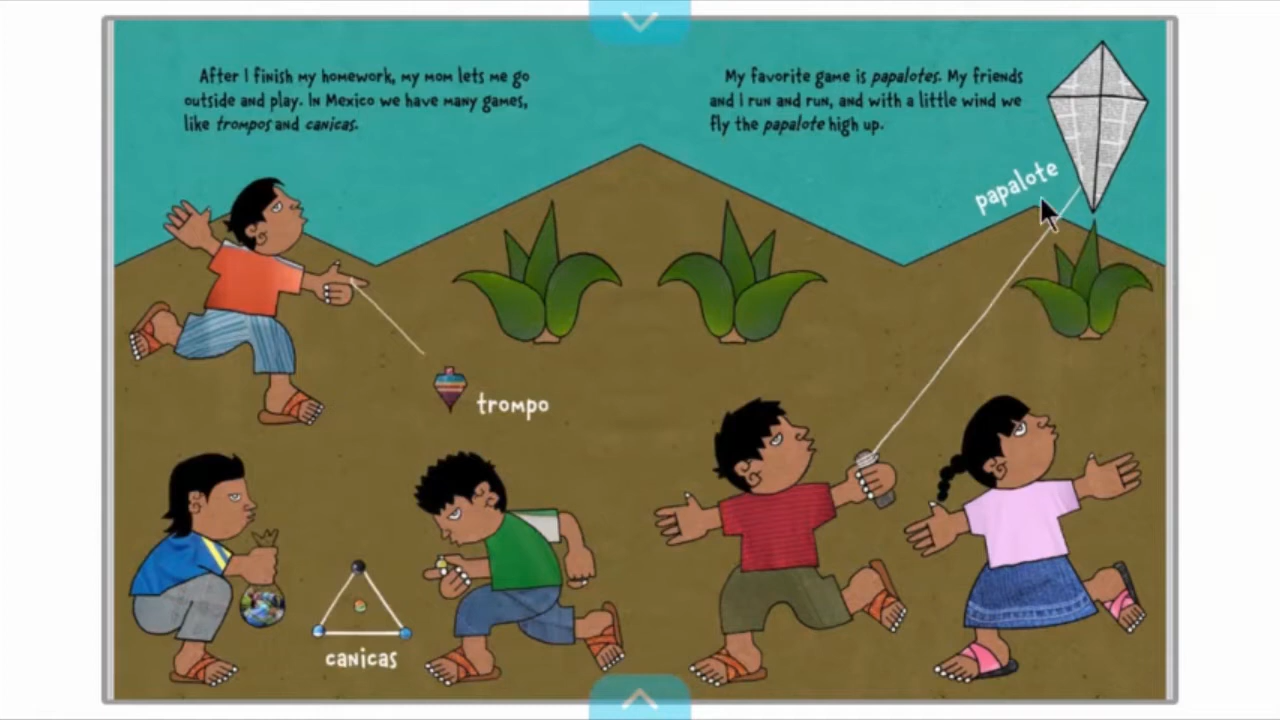 After I finish my homework, my mom lets me go
outside and play. In Mexico we have many games,
like trompos and canicas.
My favorite game is papalotes. My friends
and I run and run, and with a little wind we
fly the papalote high up.
papalote
trompo
canicas